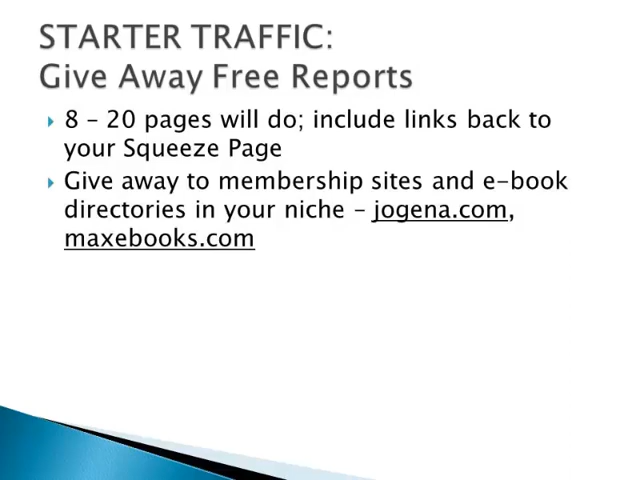 STARTER TRAFFIC:
Give Away Free Reports
8 – 20 pages will do; include links back to
your Squeeze Page
Give away to membership sites and e-book
directories in your niche – jogena.com,
maxebooks.com